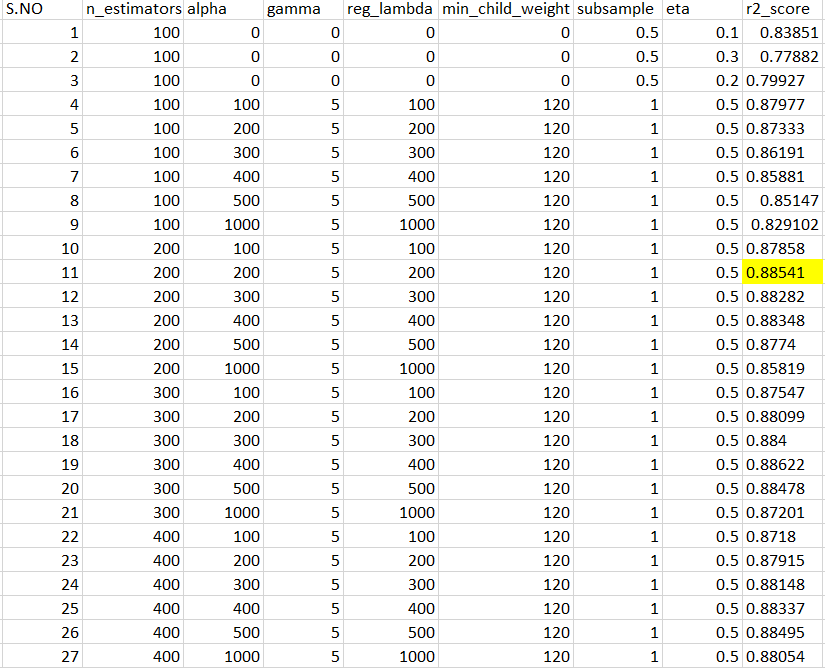 S.NO n_estimators alpha gamma reg_lambda min_child_weight subsample eta r2_score
1 100 0 0 0 0 0.5 0.1 0.83851
2 100 0 0 0 0 0.5 0.3 0.77882
3 100 0 0 0 0 0.5 0.2 0.79927
4 100 100 5 100 120 1 0.5 0.87977
5 100 200 5 200 120 1 0.5 0.87333
6 100 300 5 300 120 1 0.5 0.86191
7 100 400 5 400 120 1 0.5 0.85881
8 100 500 5 500 120 1 0.5 0.85147
9 100 1000 5 1000 120 1 0.5 0.829102
10 200 100 5 100 120 1 0.5 0.87858
11 200 200 5 200 120 1 0.5 0.88541
12 200 300 5 300 120 1 0.5 0.88282
13 200 400 5 400 120 1 0.5 0.88348
14 200 500 5 500 120 1 0.5 0.8774
15 200 1000 5 1000 120 1 0.5 0.85819
16 300 100 5 100 120 1 0.5 0.87547
17 300 200 5 200 120 1 0.5 0.88099
18 300 300 5 300 120 1 0.5 0.884
19 300 400 5 400 120 1 0.5 0.88622
20 300 500 5 500 120 1 0.5 0.88478
21 300 1000 5 1000 120 1 0.5 0.87201
22 400 100 5 100 120 1 0.5 0.8718
23 400 200 5 200 120 1 0.5 0.87915
24 400 300 5 300 120 1 0.5 0.88148
25 400 400 5 400 120 1 0.5 0.88337
26 400 500 5 500 120 1 0.5 0.88495
27 400 1000 5 1000 120 1 0.5 0.88054